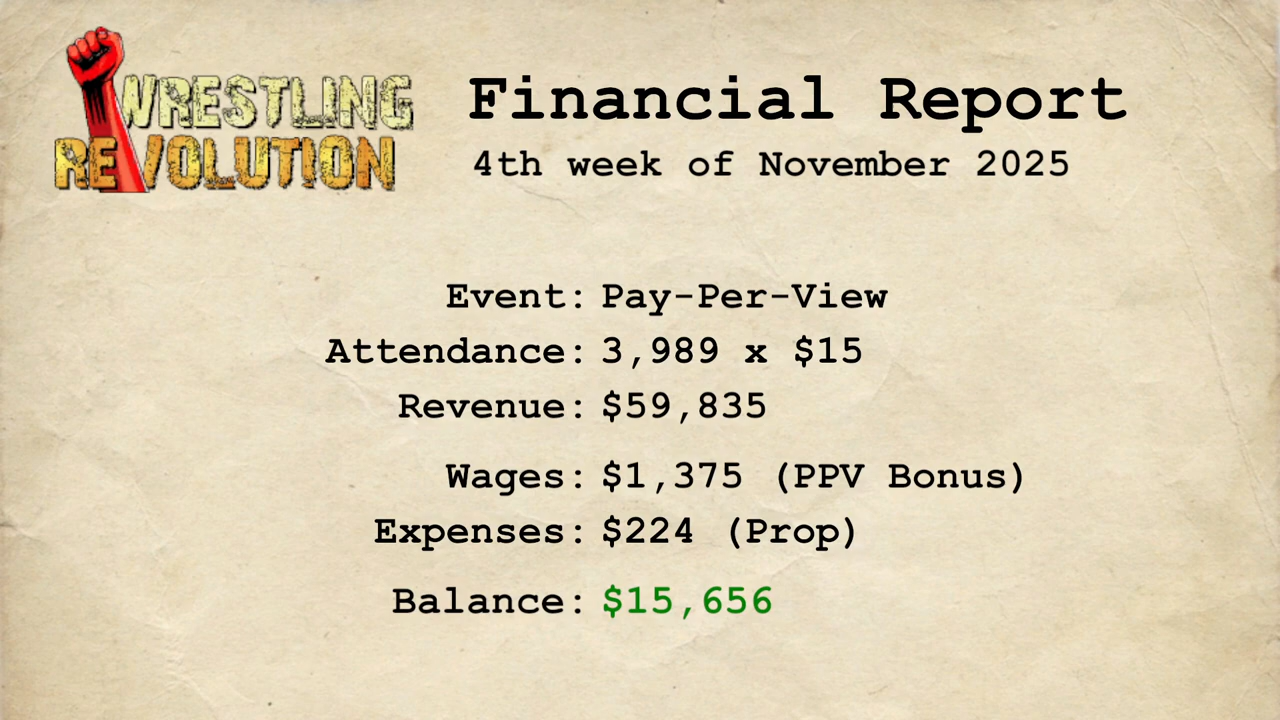 WRESTLING
REVOLUTION
Financial Report
4th week of November 2025
Event: Pay-Per-View
Attendance: 3,989 x $15
Revenue: $59,835
Wages: $1,375 (PPV Bonus)
Expenses: $224 (Prop)
Balance: $15,656